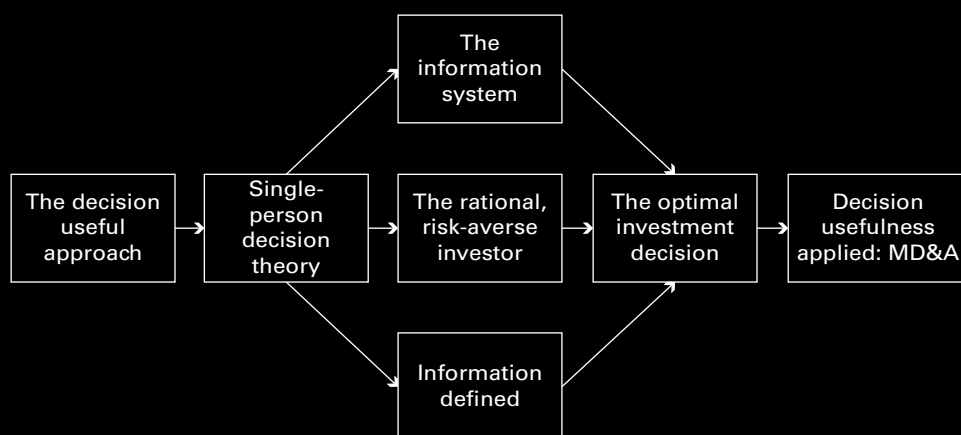 The
information
system
The decision
useful
approach
Single-
person
decision
theory
The rational,
risk-averse
investor
The optimal
investment
decision
Decision
usefulness
applied: MD&A
Information
defined